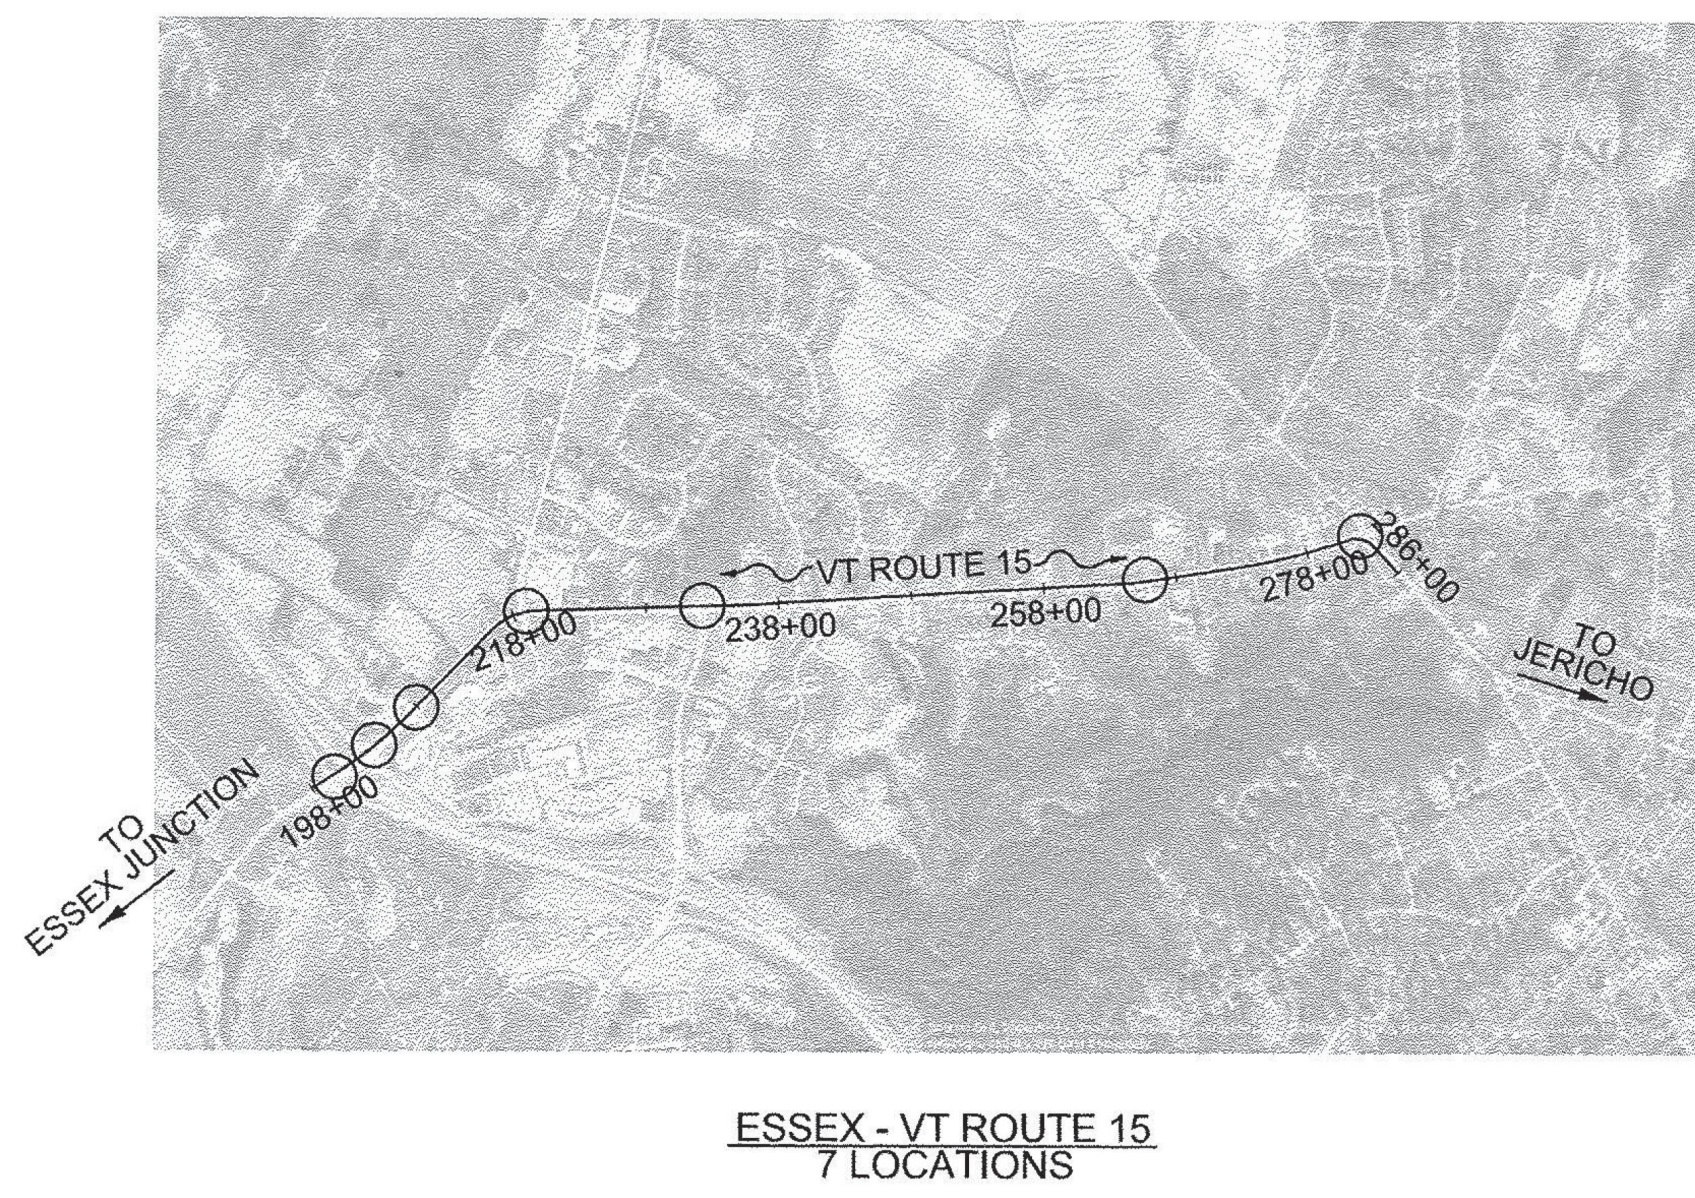 VT ROUTE 15
286+00
278+00
258+00
238+00
218+00
198+00
TO
JERICHO
TO
ESSEX JUNCTION
ESSEX - VT ROUTE 15
7 LOCATIONS